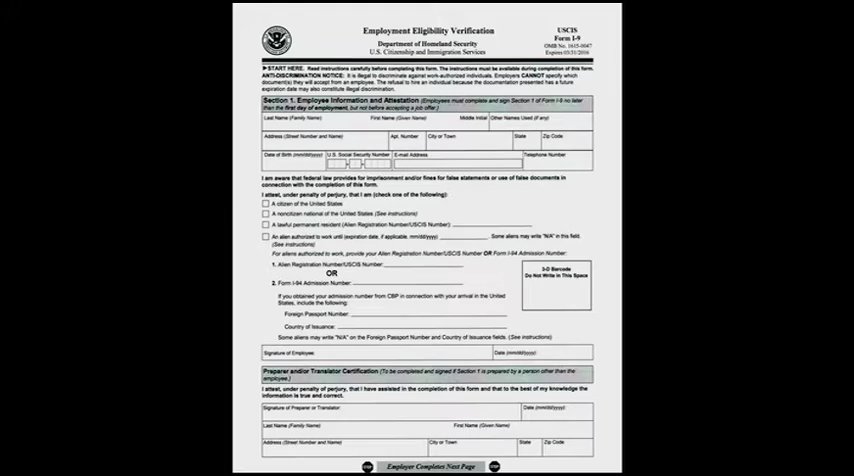 Employment Eligibility Verification
Department of Homeland Security
U.S. Citizenship and Immigration Services
USCIS
Form I-9
OMB No. 1615-0047
Expires 03/31/2016
►START HERE. Read instructions carefully before completing this form. The instructions must be available during completion of this form.
ANTI-DISCRIMINATION NOTICE: It is illegal to discriminate against work-authorized individuals. Employers CANNOT specify which
document(s) they will accept from an employee. The refusal to hire an individual because the documentation presented has a future
expiration date may also constitute illegal discrimination.
Section 1. Employee Information and Attestation (Employees must complete and sign Section 1 of Form I-9 no later
than the first day of employment, but not before accepting a job offer.)
Last Name (Family Name) First Name (Given Name) Middle Initial Other Names Used (if any)
Address (Street Number and Name) Apt. Number City or Town State Zip Code
Date of Birth (mm/dd/yyyy) U.S. Social Security Number E-mail Address Telephone Number
I am aware that federal law provides for imprisonment and/or fines for false statements or use of false documents in
connection with the completion of this form.
I attest, under penalty of perjury, that I am (check one of the following):
A citizen of the United States
A noncitizen national of the United States (See instructions)
A lawful permanent resident (Alien Registration Number/USCIS Number):
An alien authorized to work until (expiration date, if applicable, mm/dd/yyyy) . Some aliens may write "N/A" in this field.
(See instructions)
For aliens authorized to work, provide your Alien Registration Number/USCIS Number OR Form I-94 Admission Number:
1. Alien Registration Number/USCIS Number:
OR
2. Form I-94 Admission Number:
3-D Barcode
Do Not Write in This Space
If you obtained your admission number from CBP in connection with your arrival in the United
States, include the following:
Foreign Passport Number:
Country of Issuance:
Some aliens may write "N/A" on the Foreign Passport Number and Country of Issuance fields. (See instructions)
Signature of Employee: Date (mm/dd/yyyy):
Preparer and/or Translator Certification (To be completed and signed if Section 1 is prepared by a person other than the
employee.)
I attest, under penalty of perjury, that I have assisted in the completion of this form and that to the best of my knowledge the
information is true and correct.
Signature of Preparer or Translator: Date (mm/dd/yyyy):
Last Name (Family Name) First Name (Given Name)
Address (Street Number and Name) City or Town State Zip Code
STOP Employer Completes Next Page STOP